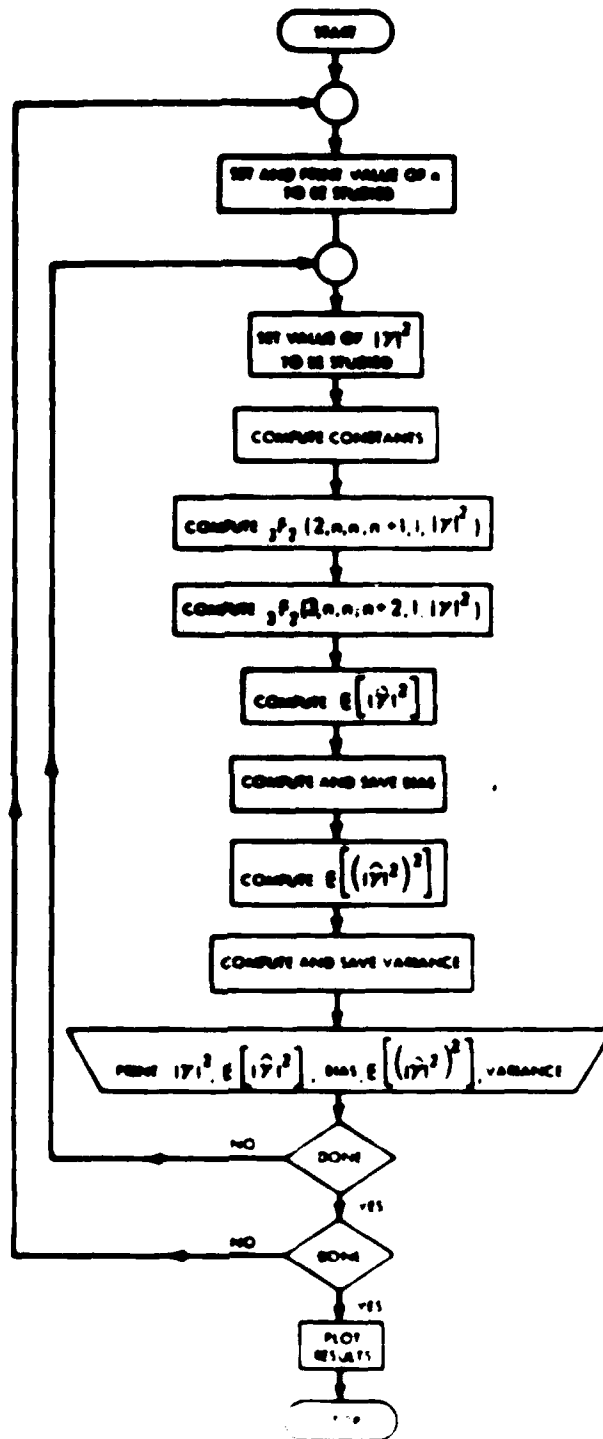 START
SET AND PRINT VALUE OF n
TO BE STUDIED
SET VALUE OF |γ|²
TO BE STUDIED
COMPUTE CONSTANTS
COMPUTE ₃F₂ (2,n,n,n+1,1,|γ|²)
COMPUTE ₃F₂(3,n,n;n+2,1,|γ|²)
COMPUTE E[|γ̂|²]
COMPUTE AND SAVE BIAS
COMPUTE E[(|γ̂|²)²]
COMPUTE AND SAVE VARIANCE
PRINT |γ|², E[|γ̂|²], BIAS, E[(|γ̂|²)²], VARIANCE
NO
DONE
YES
NO
DONE
YES
PLOT
RESULTS